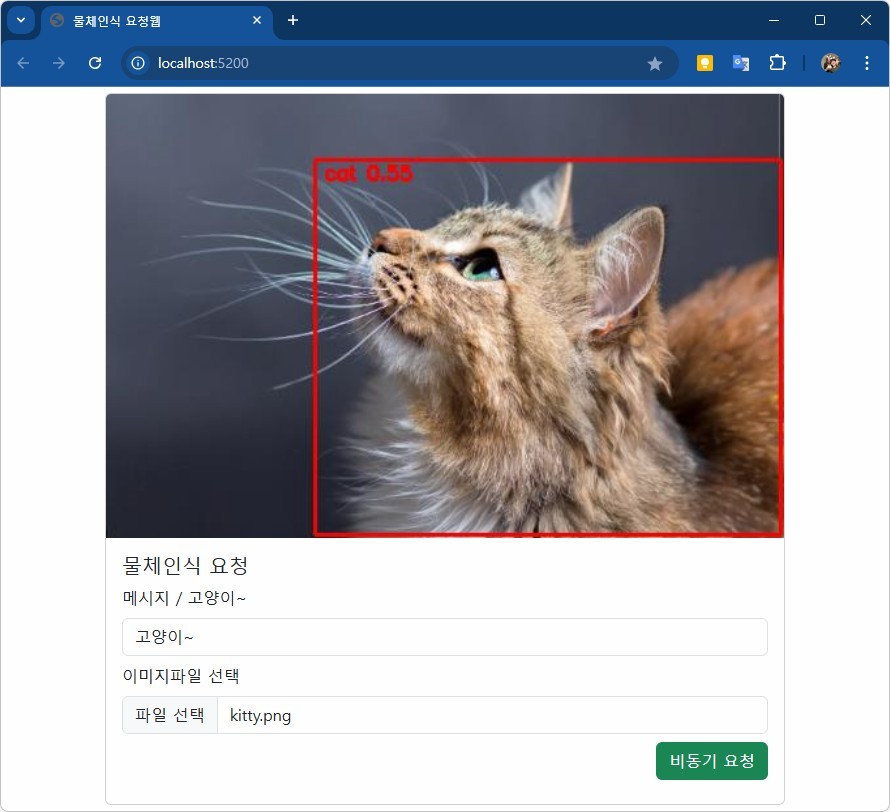 물체인식 요청웹
localhost:5200
cat 0.55
물체인식 요청
메시지 / 고양이~
고양이~
이미지파일 선택
파일 선택 kitty.png
비동기 요청